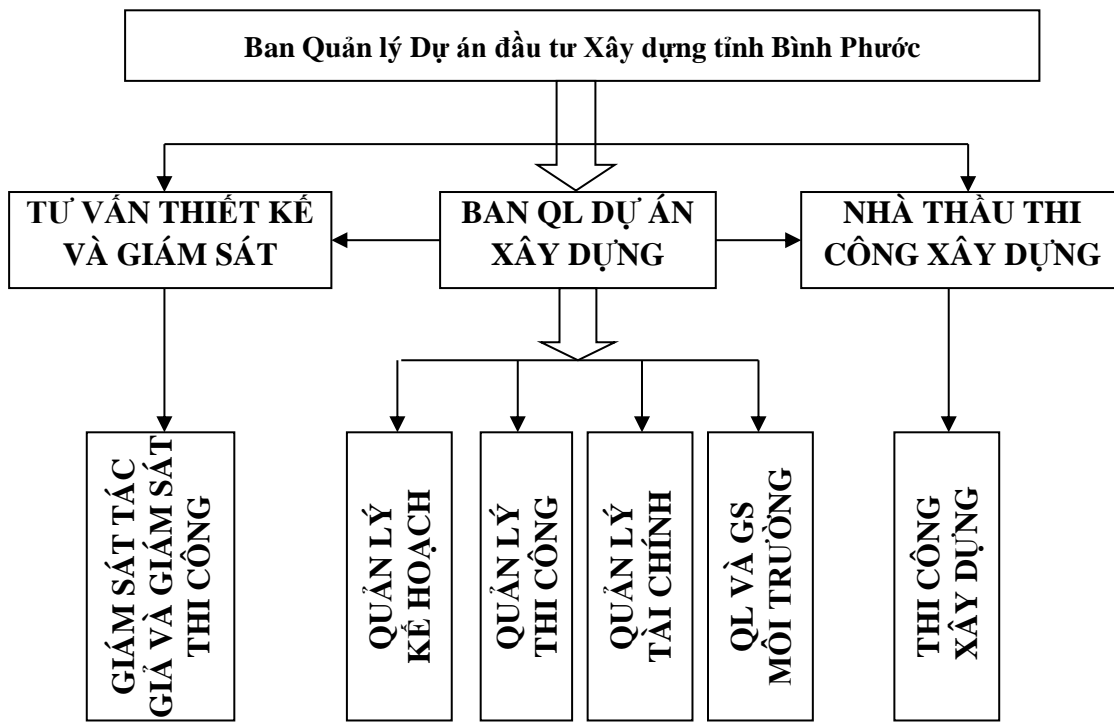 Ban Quản lý Dự án đầu tư Xây dựng tỉnh Bình Phước
TƯ VẤN THIẾT KẾ
VÀ GIÁM SÁT
BAN QL DỰ ÁN
XÂY DỰNG
NHÀ THẦU THI
CÔNG XÂY DỰNG
GIÁM SÁT TÁC
GIẢ VÀ GIÁM SÁT
THI CÔNG
QUẢN LÝ
KẾ HOẠCH
QUẢN LÝ
THI CÔNG
QUẢN LÝ
TÀI CHÍNH
QL VÀ GS
MÔI TRƯỜNG
THI CÔNG
XÂY DỰNG